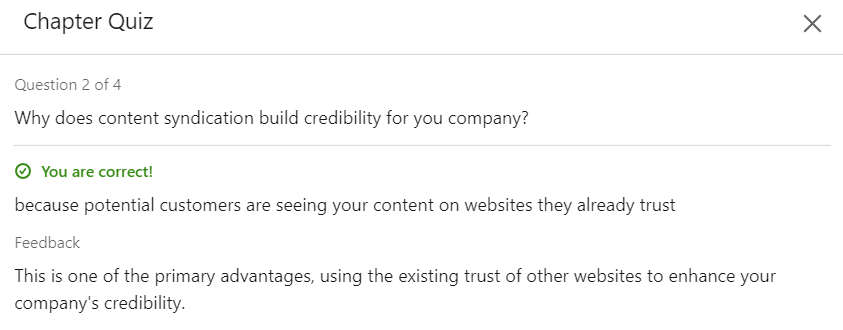 Chapter Quiz
Question 2 of 4
Why does content syndication build credibility for you company?
You are correct!
because potential customers are seeing your content on websites they already trust
Feedback
This is one of the primary advantages, using the existing trust of other websites to enhance your
company's credibility.